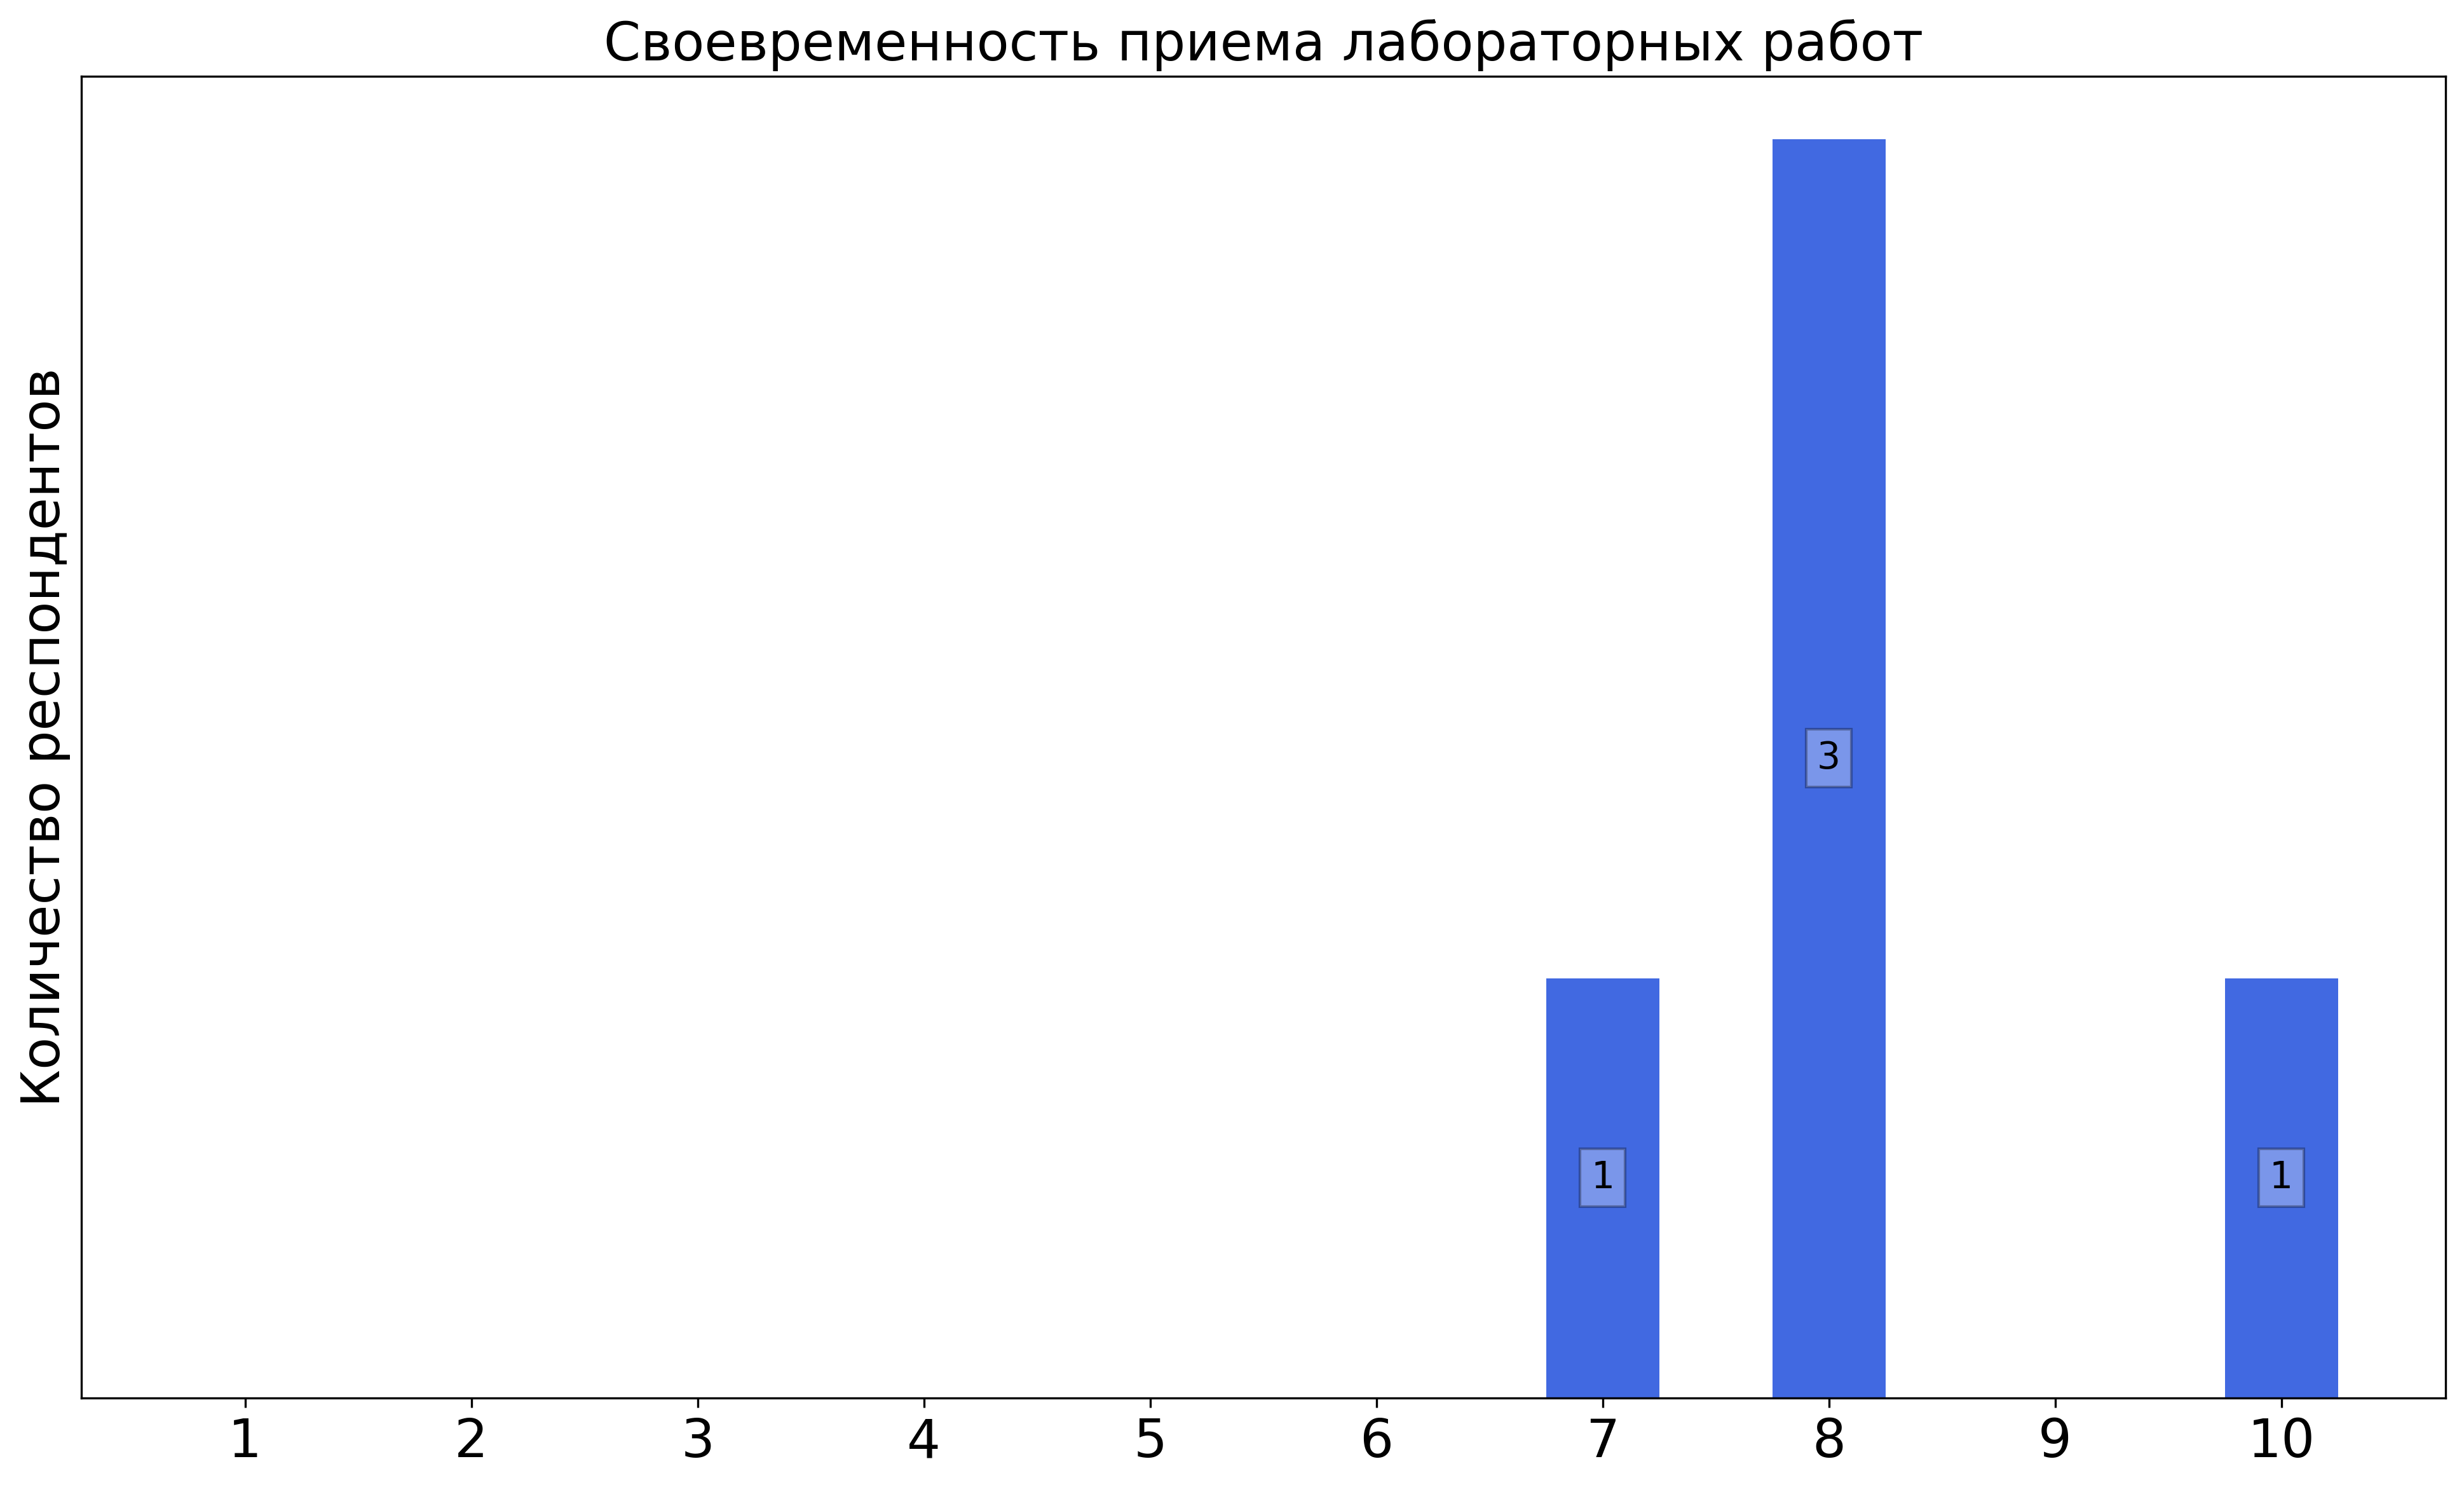 Своевременность приема лабораторных работ
Количество респондентов
3
1
1
1 2 3 4 5 6 7 8 9 10